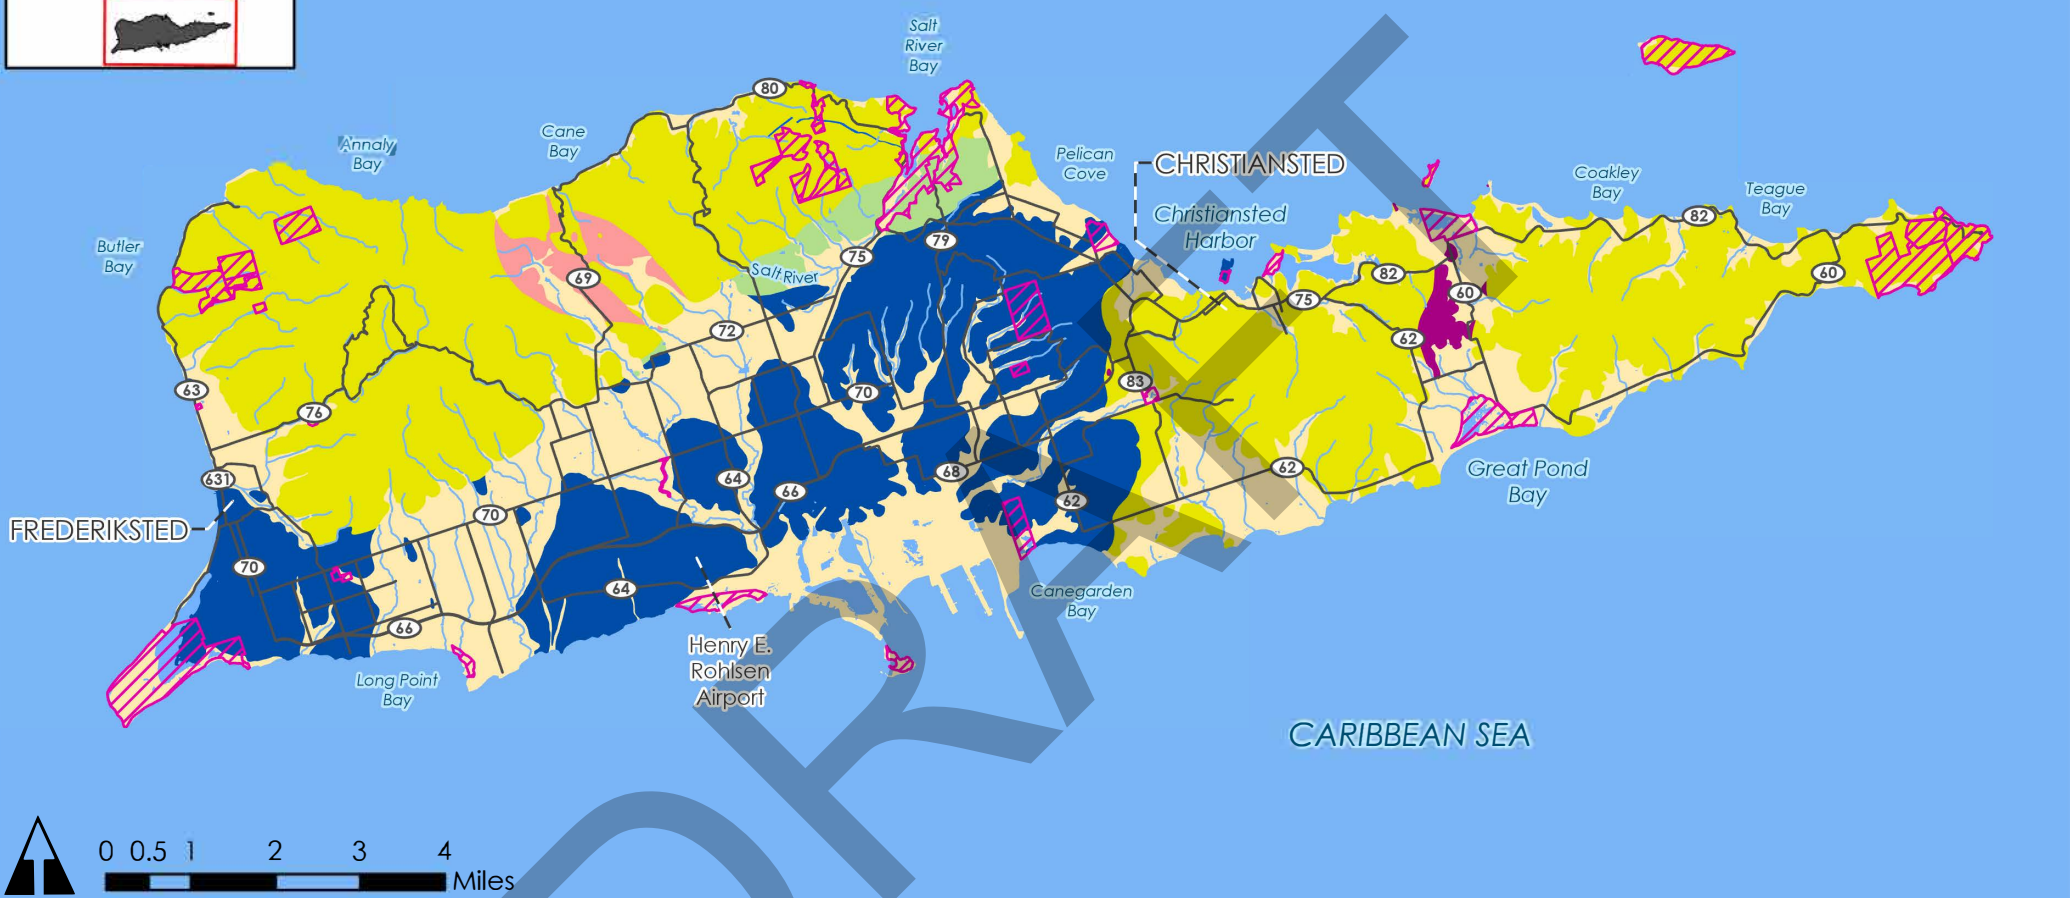 Salt
River
Bay
80
Annaly
Bay
Cane
Bay
Pelican
Cove
CHRISTIANSTED
Coakley
Bay
Teague
Bay
Christiansted
Harbor
82
Butler
Bay
79
75
Salt River
69
82
60
75
60
72
62
63
76
70
83
631
64
66
68
62
62
Great Pond
Bay
FREDERIKSTED
70
70
64
66
Canegarden
Bay
Henry E.
Rohlsen
Airport
Long Point
Bay
CARIBBEAN SEA
DRAFT
0 0.5 1 2 3 4
Miles